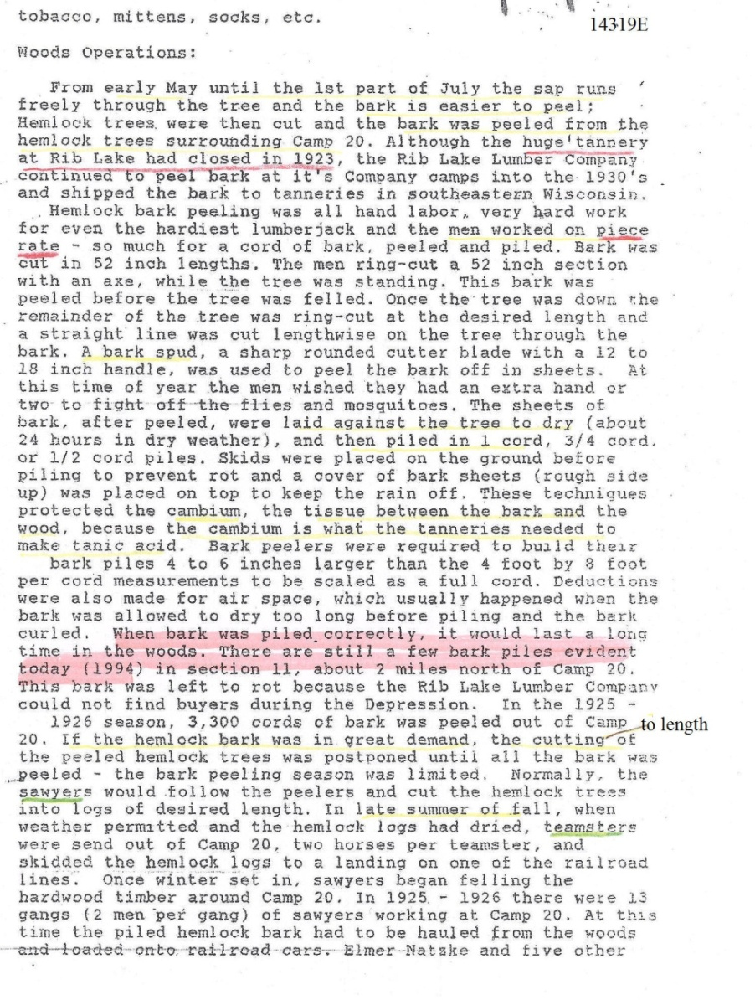 tobacco, mittens, socks, etc.
14319E
Woods Operations:
From early May until the 1st part of July the sap runs
freely through the tree and the bark is easier to peel;
Hemlock trees were then cut and the bark was peeled from the
hemlock trees surrounding Camp 20. Although the huge tannery
at Rib Lake had closed in 1923, the Rib Lake Lumber Company
continued to peel bark at it's Company camps into the 1930's
and shipped the bark to tanneries in southeastern Wisconsin.
Hemlock bark peeling was all hand labor, very hard work
for even the hardiest lumberjack and the men worked on piece
rate - so much for a cord of bark, peeled and piled. Bark was
cut in 52 inch lengths. The men ring-cut a 52 inch section
with an axe, while the tree was standing. This bark was
peeled before the tree was felled. Once the tree was down the
remainder of the tree was ring-cut at the desired length and
a straight line was cut lengthwise on the tree through the
bark. A bark spud, a sharp rounded cutter blade with a 12 to
18 inch handle, was used to peel the bark off in sheets. At
this time of year the men wished they had an extra hand or
two to fight off the flies and mosquitoes. The sheets of
bark, after peeled, were laid against the tree to dry (about
24 hours in dry weather), and then piled in 1 cord, 3/4 cord.
or 1/2 cord piles. Skids were placed on the ground before
piling to prevent rot and a cover of bark sheets (rough side
up) was placed on top to keep the rain off. These techniques
protected the cambium, the tissue between the bark and the
wood, because the cambium is what the tanneries needed to
make tanic acid. Bark peelers were required to build their
bark piles 4 to 6 inches larger than the 4 foot by 8 foot
per cord measurements to be scaled as a full cord. Deductions
were also made for air space, which usually happened when the
bark was allowed to dry too long before piling and the bark
curled. When bark was piled correctly, it would last a long
time in the woods. There are still a few bark piles evident
today (1994) in section 11, about 2 miles north of Camp 20.
This bark was left to rot because the Rib Lake Lumber Company
could not find buyers during the Depression. In the 1925 -
1926 season, 3,300 cords of bark was peeled out of Camp
to length
20. If the hemlock bark was in great demand, the cutting of
the peeled hemlock trees was postponed until all the bark was
peeled - the bark peeling season was limited. Normally, the
sawyers would follow the peelers and cut the hemlock trees
into logs of desired length. In late summer of fall, when
weather permitted and the hemlock logs had dried, teamsters
were send out of Camp 20, two horses per teamster, and
skidded the hemlock logs to a landing on one of the railroad
lines. Once winter set in, sawyers began felling the
hardwood timber around Camp 20. In 1925 - 1926 there were 13
gangs (2 men per gang) of sawyers working at Camp 20. At this
time the piled hemlock bark had to be hauled from the woods
and loaded onto railroad cars. Elmer Natzke and five other